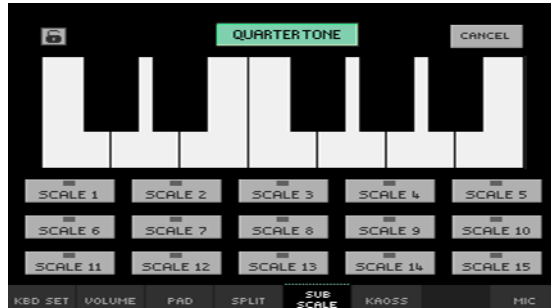 QUARTER TONE
CANCEL
SCALE 1 SCALE 2 SCALE 3 SCALE 4 SCALE 5
SCALE 6 SCALE 7 SCALE 8 SCALE 9 SCALE 10
SCALE 11 SCALE 12 SCALE 13 SCALE 14 SCALE 15
KBD SET VOLUME PAD SPLIT SUB SCALE KAOSS MIC